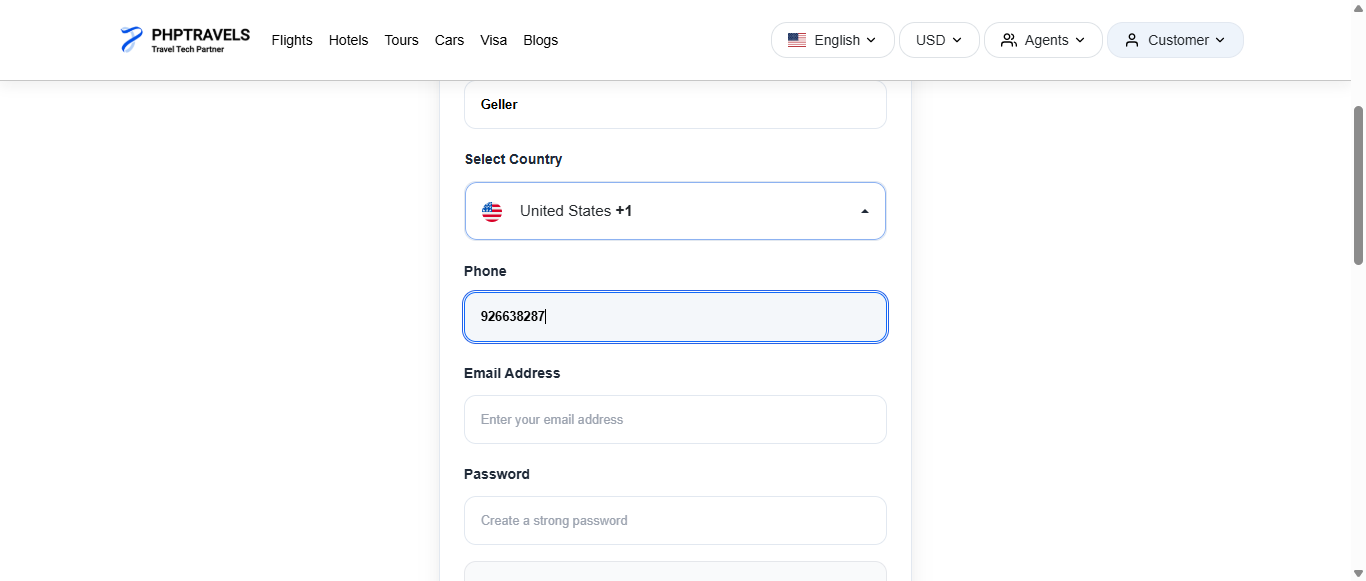 PHPTRAVELS
Travel Tech Partner
Flights Hotels Tours Cars Visa Blogs
English USD Agents Customer
Geller
Select Country
United States +1
Phone
926638287
Email Address
Enter your email address
Password
Create a strong password